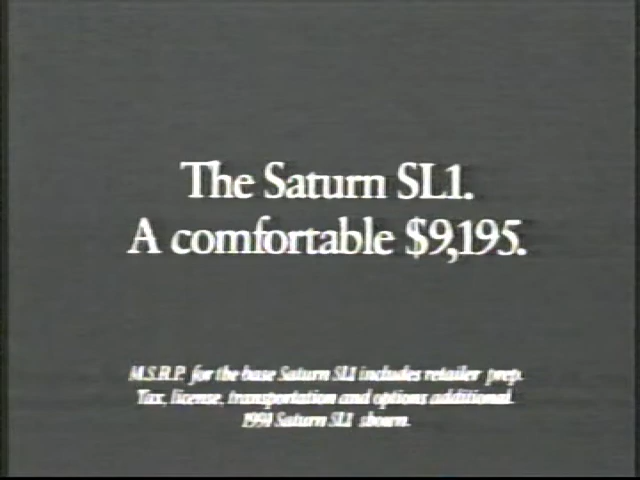 The Saturn SL1.
A comfortable $9,195.
M.S.R.P. for the base Saturn SL1 includes retailer prep.
Tax, license, transportation and options additional.
Saturn SL1 shown.